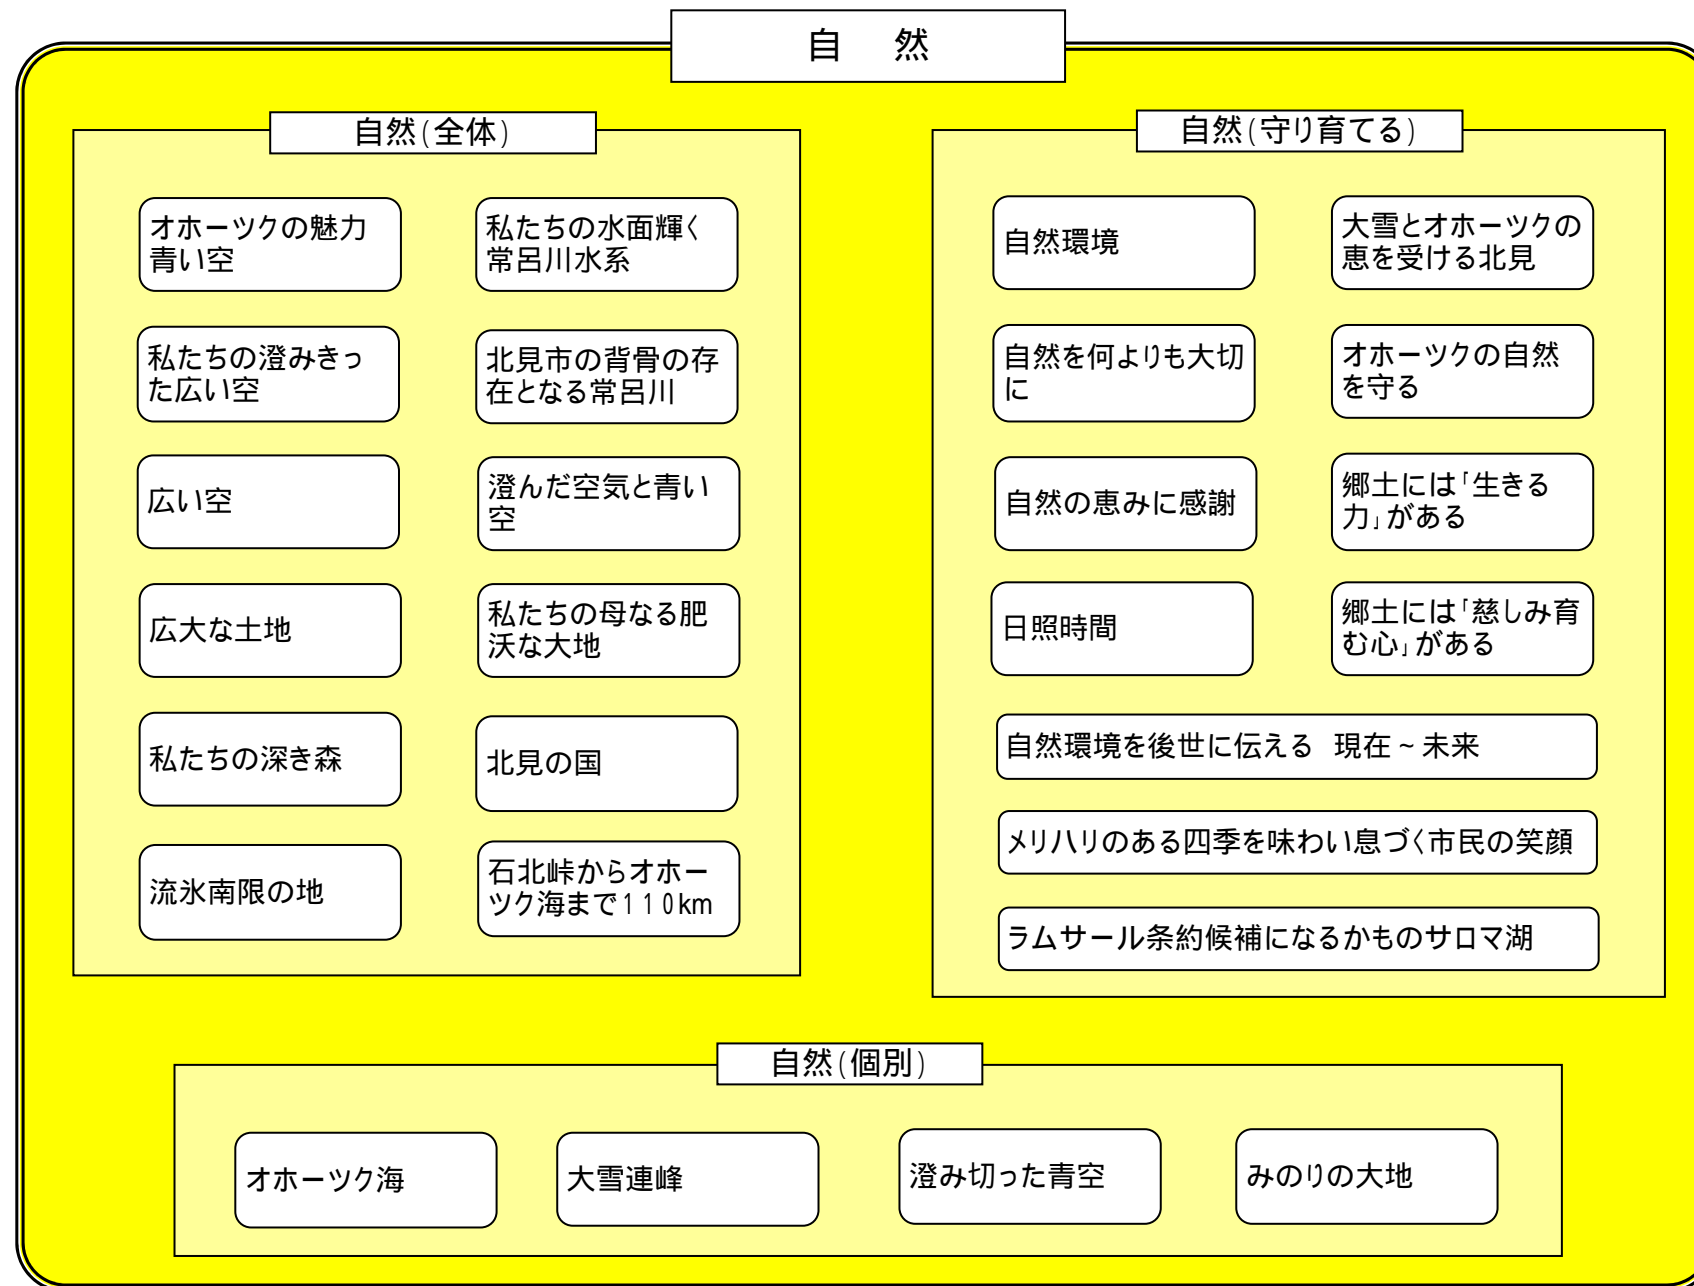 自　然
自然(全体)
オホーツクの魅力
青い空
私たちの水面輝く
常呂川水系
私たちの澄みきっ
た広い空
北見市の背骨の存
在となる常呂川
広い空
澄んだ空気と青い
空
広大な土地
私たちの母なる肥
沃な大地
私たちの深き森
北見の国
流氷南限の地
石北峠からオホー
ツク海まで110km
自然(守り育てる)
自然環境
大雪とオホーツクの
恵を受ける北見
自然を何よりも大切
に
オホーツクの自然
を守る
自然の恵みに感謝
郷土には「生きる
力」がある
日照時間
郷土には「慈しみ育
む心」がある
自然環境を後世に伝える　現在～未来
メリハリのある四季を味わい息づく市民の笑顔
ラムサール条約候補になるかものサロマ湖
自然(個別)
オホーツク海
大雪連峰
澄み切った青空
みのりの大地